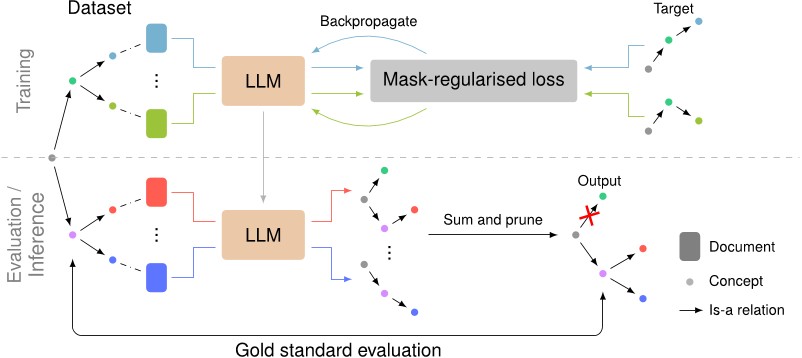 Dataset
Backpropagate
Target
Training
LLM
Mask-regularised loss
Evaluation /
Inference
LLM
Sum and prune
Output
Document
Concept
Is-a relation
Gold standard evaluation